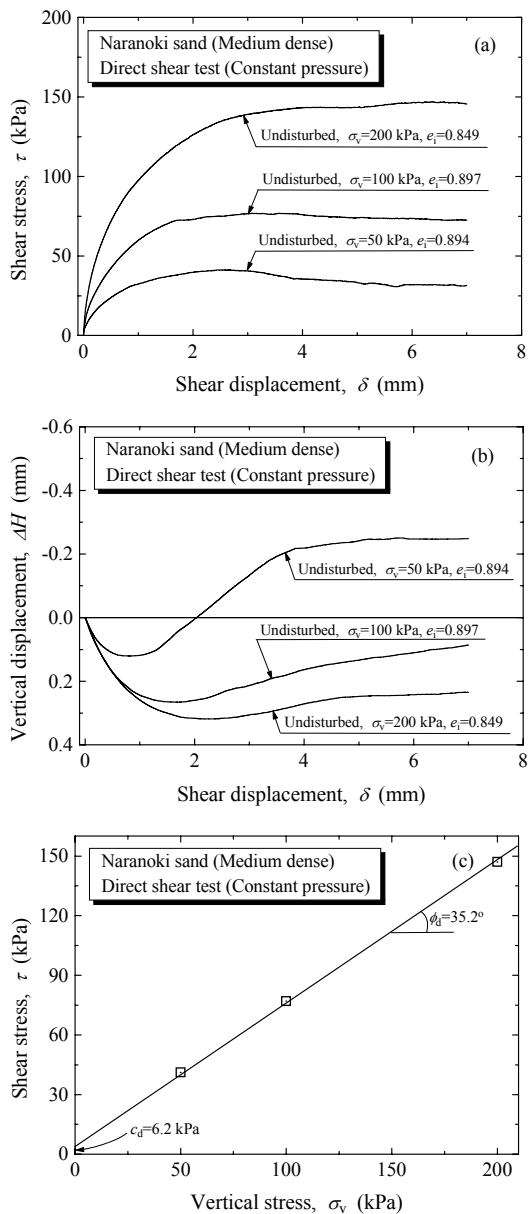 Naranoki sand (Medium dense)
Direct shear test (Constant pressure)
(a)
200
150
100
50
0
Shear stress, τ (kPa)
Undisturbed, σv=200 kPa, ei=0.849
Undisturbed, σv=100 kPa, ei=0.897
Undisturbed, σv=50 kPa, ei=0.894
0 2 4 6 8
Shear displacement, δ (mm)
Naranoki sand (Medium dense)
Direct shear test (Constant pressure)
(b)
-0.6
-0.4
-0.2
0.0
0.2
0.4
Vertical displacement, ΔH (mm)
Undisturbed, σv=50 kPa, ei=0.894
Undisturbed, σv=100 kPa, ei=0.897
Undisturbed, σv=200 kPa, ei=0.849
0 2 4 6 8
Shear displacement, δ (mm)
Naranoki sand (Medium dense)
Direct shear test (Constant pressure)
(c)
150
120
90
60
30
0
Shear stress, τ (kPa)
ϕd=35.2º
cd=6.2 kPa
0 50 100 150 200
Vertical stress, σv (kPa)